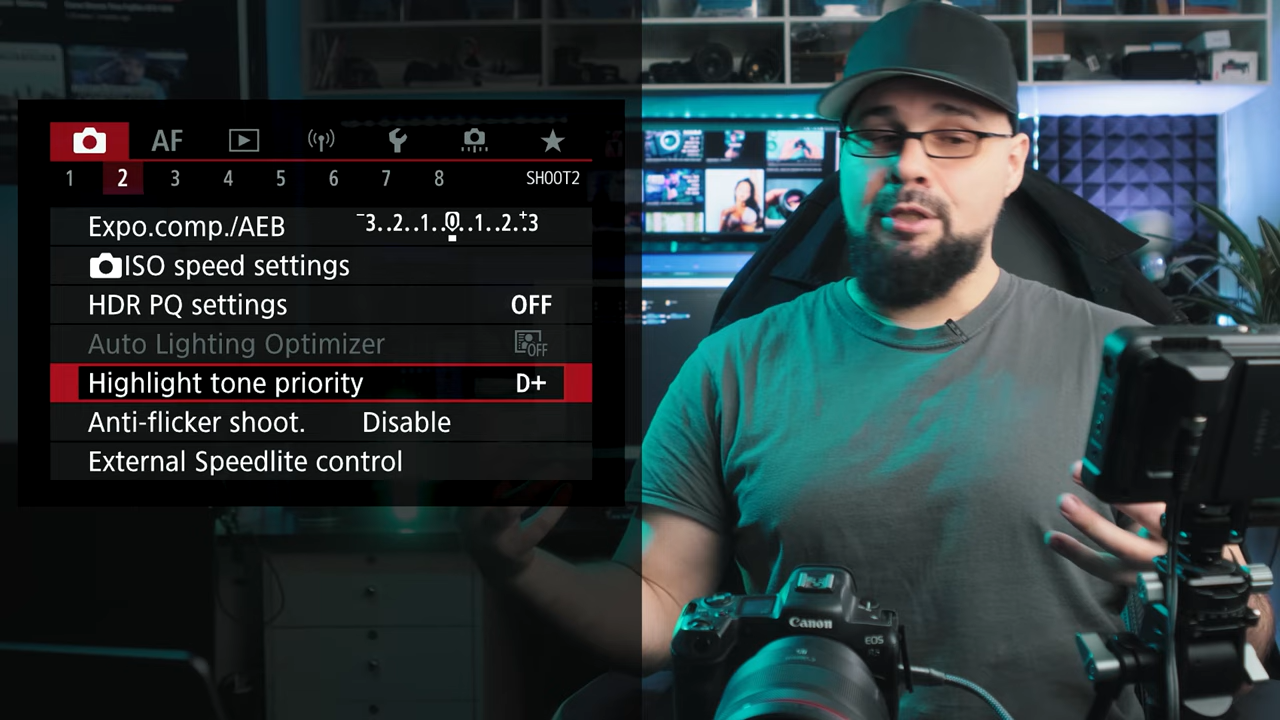 AF
1 2 3 4 5 6 7 8 SHOOT2
Expo.comp./AEB -3..2..1..0..1..2.:+3
ISO speed settings
HDR PQ settings OFF
Auto Lighting Optimizer OFF
Highlight tone priority D+
Anti-flicker shoot. Disable
External Speedlite control
Canon
EOS